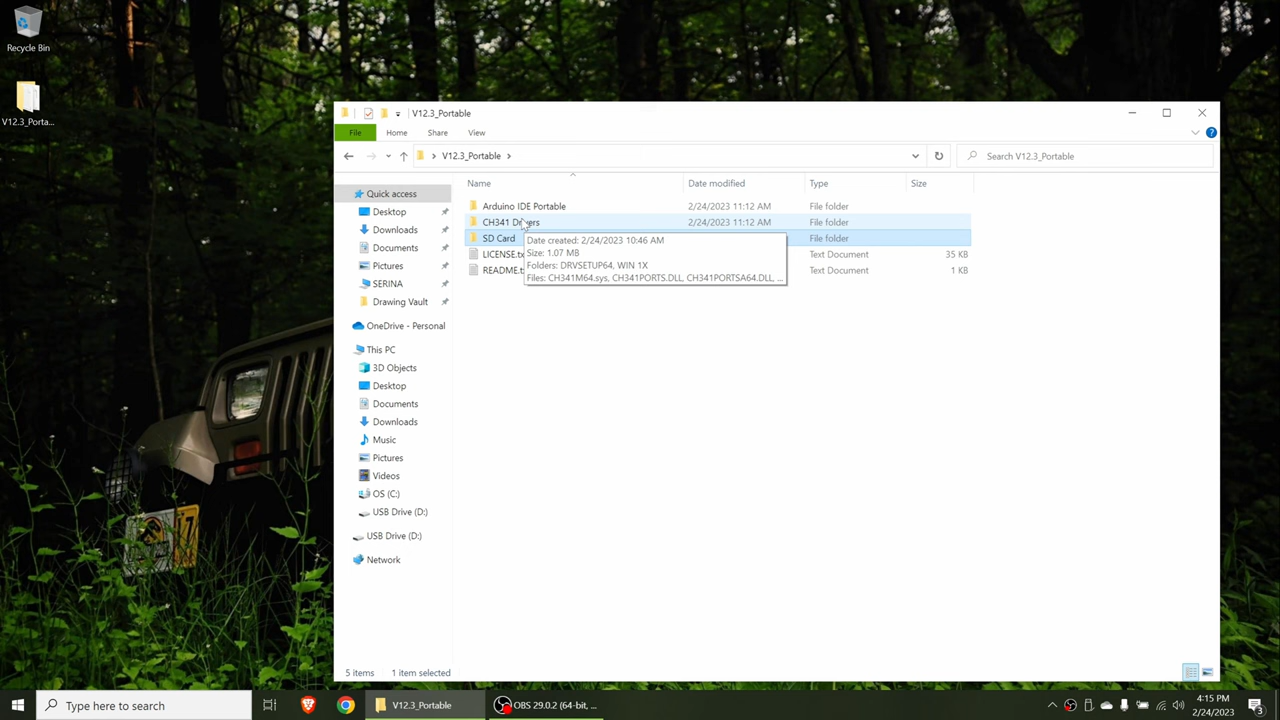 Recycle Bin
V12.3_Porta...
V12.3_Portable
File Home Share View
V12.3_Portable
Search V12.3_Portable
Name Date modified Type Size
Quick access
Desktop
Downloads
Documents
Pictures
SERINA
Drawing Vault
OneDrive - Personal
This PC
3D Objects
Desktop
Documents
Downloads
Music
Pictures
Videos
OS (C:)
USB Drive (D:)
USB Drive (D:)
Network
Arduino IDE Portable 2/24/2023 11:12 AM File folder
CH341 Drivers 2/24/2023 11:12 AM File folder
SD Card File folder
Text Document 35 KB
Text Document 1 KB
Date created: 2/24/2023 10:46 AM
Size: 1.07 MB
Folders: DRVSETUP64, WIN 1X
Files: CH341M64.sys, CH341PORTS.DLL, CH341PORTSA64.DLL, ...
5 items 1 item selected
Type here to search
V12.3_Portable
OBS 29.0.2 (64-bit, ...
4:15 PM
2/24/2023
3